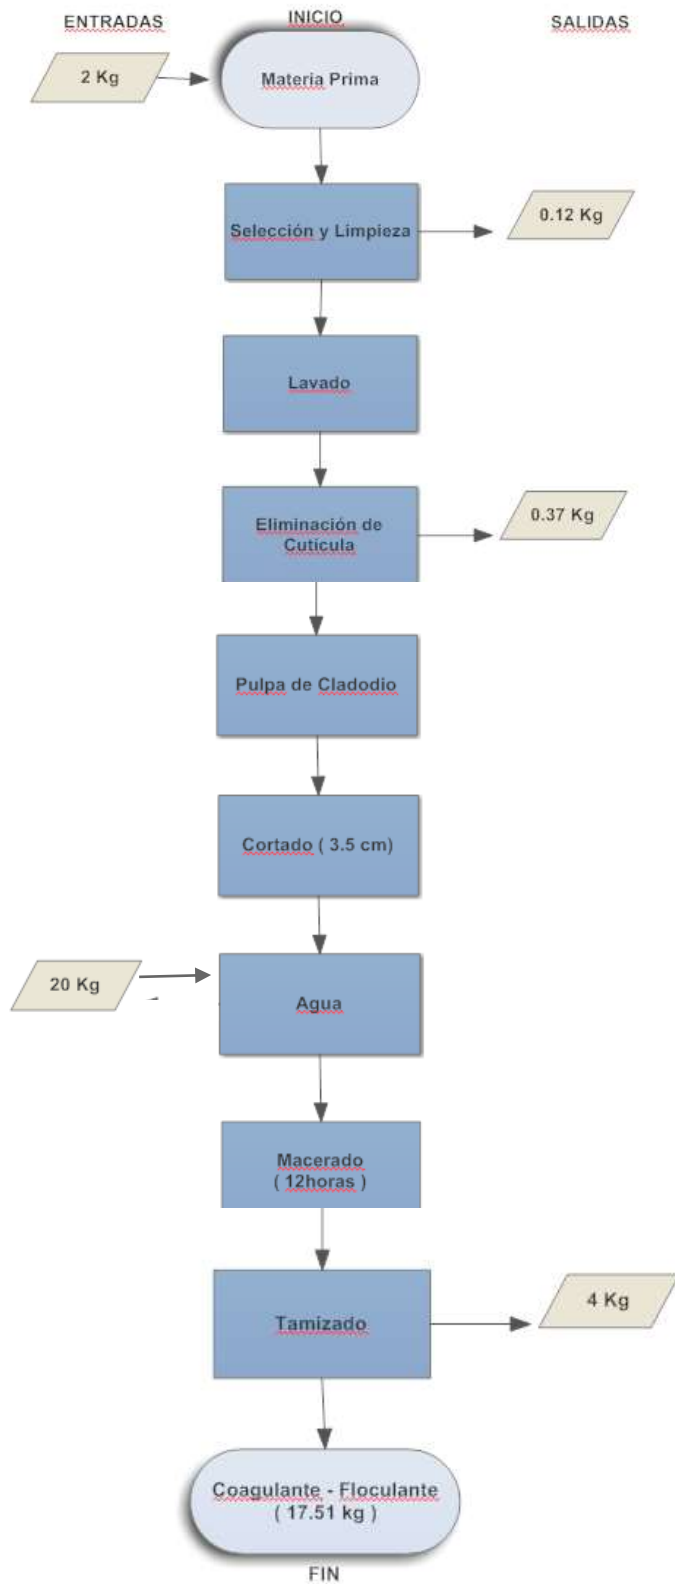 ENTRADAS
INICIO
SALIDAS
2 Kg
Materia Prima
Selección y Limpieza
0.12 Kg
Lavado
Eliminación de
Cutícula
0.37 Kg
Pulpa de Cladodio
Cortado ( 3.5 cm)
20 Kg
Agua
Macerado
( 12horas )
Tamizado
4 Kg
Coagulante - Floculante
( 17.51 kg )
FIN